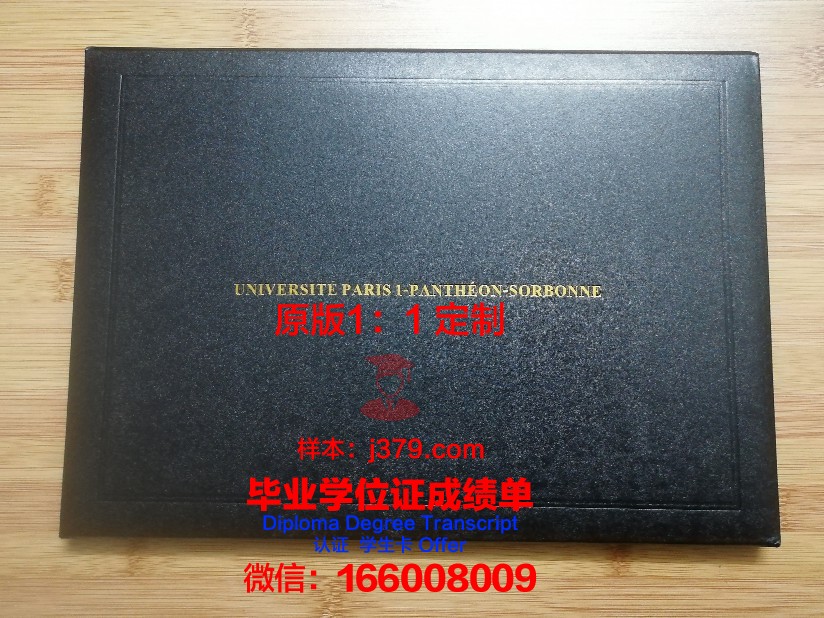 UNIVERSITE PARIS 1-PANTHÉON-SORBONNE
原版1：1 定制
样本：j379.com
毕业学位证成绩单
Diploma Degree Transcript
认证 学生卡 Offer
微信：166008009